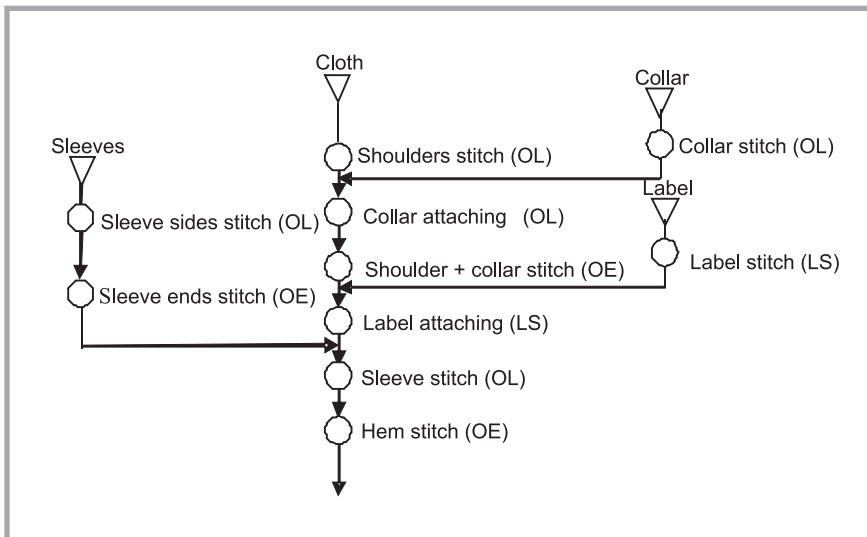 Cloth
Collar
Sleeves
Shoulders stitch (OL)
Collar stitch (OL)
Label
Sleeve sides stitch (OL)
Collar attaching (OL)
Shoulder + collar stitch (OE)
Label stitch (LS)
Sleeve ends stitch (OE)
Label attaching (LS)
Sleeve stitch (OL)
Hem stitch (OE)